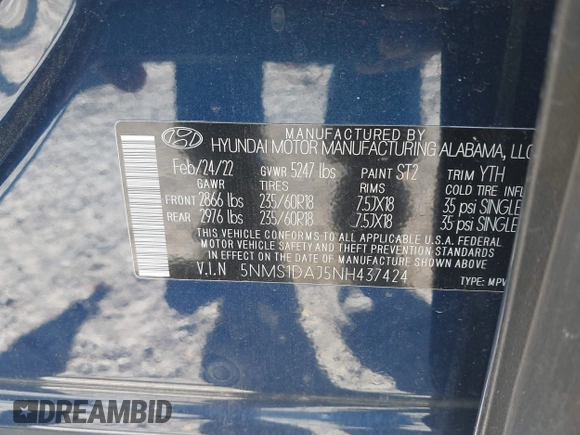 MANUFACTURED BY
HYUNDAI MOTOR MANUFACTURING ALABAMA, LLC
Feb/24/22 GVWR 5247 lbs PAINT ST2 TRIM YTH
GAWR TIRES RIMS COLD TIRE INFL
FRONT 2866 lbs 235/60R18 7.5JX18 35 psi SINGLE
REAR 2976 lbs 235/60R18 7.5JX18 35 psi SINGLE
THIS VEHICLE CONFORMS TO ALL APPLICABLE U.S.A. FEDERAL
MOTOR VEHICLE SAFETY AND THEFT PREVENTION STANDARDS
IN EFFECT ON THE DATE OF MANUFACTURE SHOWN ABOVE.
V.I.N 5NMS1DAJ5NH437424
TYPE: MPV
DREAMBID